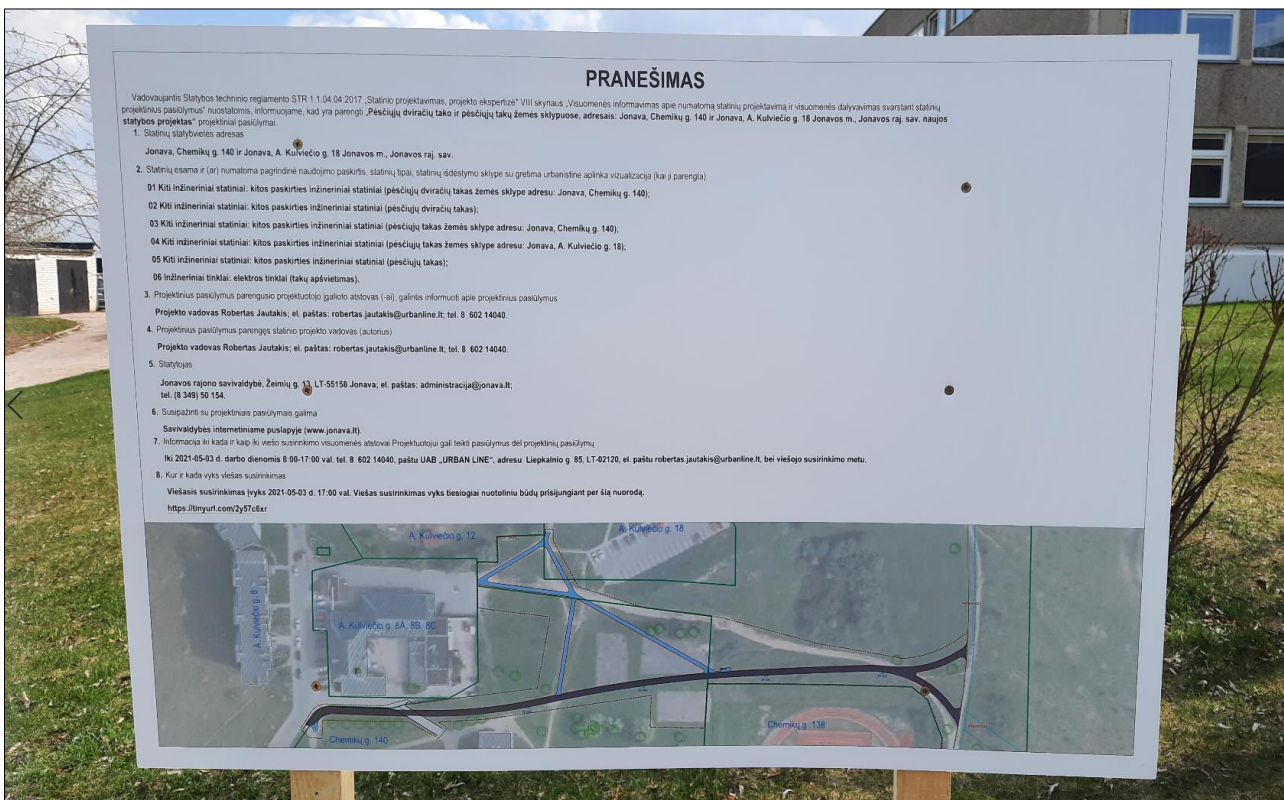 PRANEŠIMAS
Vadovaujantis Statybos techninio reglamento STR 1.1.04.04:2017 „Statinio projektavimas, projekto ekspertizė" VIII skyriaus „Visuomenės informavimas apie numatomą statinių projektavimą ir visuomenės dalyvavimas svarstant statinių
projektinius pasiūlymus" nuostatomis, informuojame, kad yra parengti „Pėsčiųjų dviračių tako ir pėsčiųjų takų žemės sklypuose, adresais: Jonava, Chemikų g. 140 ir Jonava, A. Kulviečio g. 18 Jonavos m., Jonavos raj. sav. naujos
statybos projektas" projektiniai pasiūlymai.
1. Statinių statybvietės adresas
Jonava, Chemikų g. 140 ir Jonava, A. Kulviečio g. 18 Jonavos m., Jonavos raj. sav.
2. Statinių esama ir (ar) numatoma pagrindinė naudojimo paskirtis, statinių tipai, statinių išdėstymo sklype su gretima urbanistine aplinka vizualizacija (kai ji parengta)
01 Kiti inžineriniai statiniai: kitos paskirties inžineriniai statiniai (pėsčiųjų dviračių takas žemės sklype adresu: Jonava, Chemikų g. 140);
02 Kiti inžineriniai statiniai: kitos paskirties inžineriniai statiniai (pėsčiųjų dviračių takas);
03 Kiti inžineriniai statiniai: kitos paskirties inžineriniai statiniai (pėsčiųjų takas žemės sklype adresu: Jonava, Chemikų g. 140);
04 Kiti inžineriniai statiniai: kitos paskirties inžineriniai statiniai (pėsčiųjų takas žemės sklype adresu: Jonava, A. Kulviečio g. 18);
05 Kiti inžineriniai statiniai: kitos paskirties inžineriniai statiniai (pėsčiųjų takas);
06 Inžineriniai tinklai: elektros tinklai (takų apšvietimas).
3. Projektinius pasiūlymus parengusio projektuotojo įgalioto atstovas (-ai), galintis informuoti apie projektinius pasiūlymus
Projekto vadovas Robertas Jautakis; el. paštas: robertas.jautakis@urbanline.lt; tel. 8 602 14040.
4. Projektinius pasiūlymus parengęs statinio projekto vadovas (autorius)
Projekto vadovas Robertas Jautakis; el. paštas: robertas.jautakis@urbanline.lt; tel. 8 602 14040.
5. Statytojas
Jonavos rajono savivaldybė, Žeimių g. 13, LT-55158 Jonava; el. paštas: administracija@jonava.lt;
tel. (8 349) 50 154.
6. Susipažinti su projektiniais pasiūlymais galima
Savivaldybės internetiniame puslapyje (www.jonava.lt).
7. Informacija iki kada ir kaip iki viešo susirinkimo visuomenės atstovai Projektuotojui gali teikti pasiūlymus dėl projektinių pasiūlymų
Iki 2021-05-03 d. darbo dienomis 8:00-17:00 val. tel. 8 602 14040, paštu UAB „URBAN LINE", adresu Liepkalnio g. 85, LT-02120, el. paštu robertas.jautakis@urbanline.lt, bei viešojo susirinkimo metu.
8. Kur ir kada vyks viešas susirinkimas
Viešasis susirinkimas įvyks 2021-05-03 d. 17:00 val. Viešas susirinkimas vyks tiesiogiai nuotoliniu būdų prisijungiant per šią nuorodą:
https://tinyurl.com/2y57c6xr
A. Kulviečio g. 12
A. Kulviečio g. 18
A. Kulviečio g. 8
A. Kulviečio g. 8A, 8B, 8C
Chemikų g. 140
Chemikų g. 138